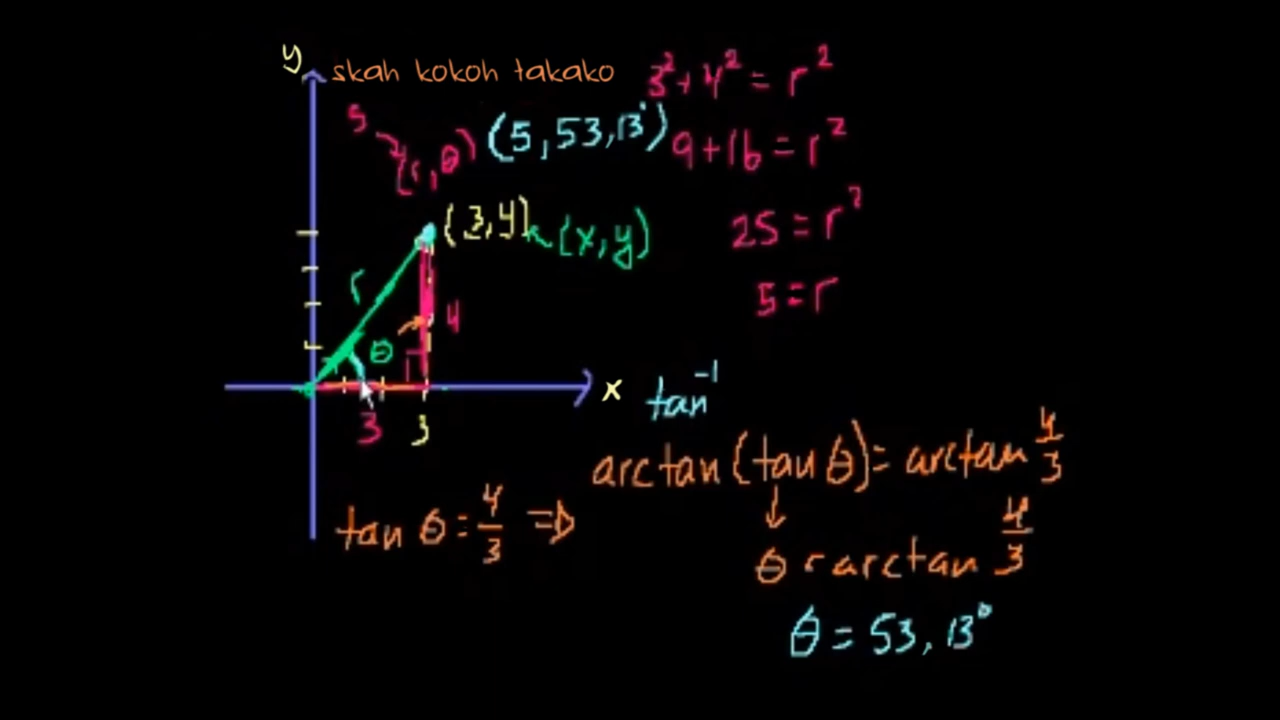 y
skah kokoh takako
3² + 4² = r²
5
(r, θ)
(5, 53, 13°)
9 + 16 = r²
(3, 4)
(x, y)
25 = r²
r
5 = r
4
θ
x
tan⁻¹
3
3
arctan (tan θ) = arctan 4/3
tan θ = 4/3 ⇒
θ = arctan 4/3
θ = 53, 13°